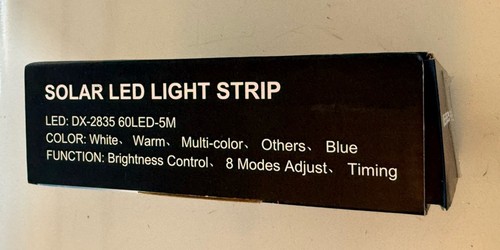 SOLAR LED LIGHT STRIP
LED: DX-2835 60LED-5M
COLOR: White、 Warm、 Multi-color、 Others、 Blue
FUNCTION: Brightness Control、 8 Modes Adjust、 Timing